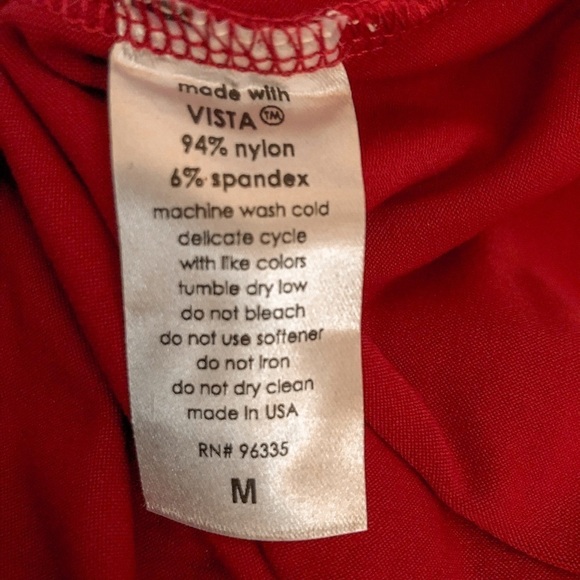 made with
VISTA™
94% nylon
6% spandex
machine wash cold
delicate cycle
with like colors
tumble dry low
do not bleach
do not use softener
do not iron
do not dry clean
made in USA
RN# 96335
M